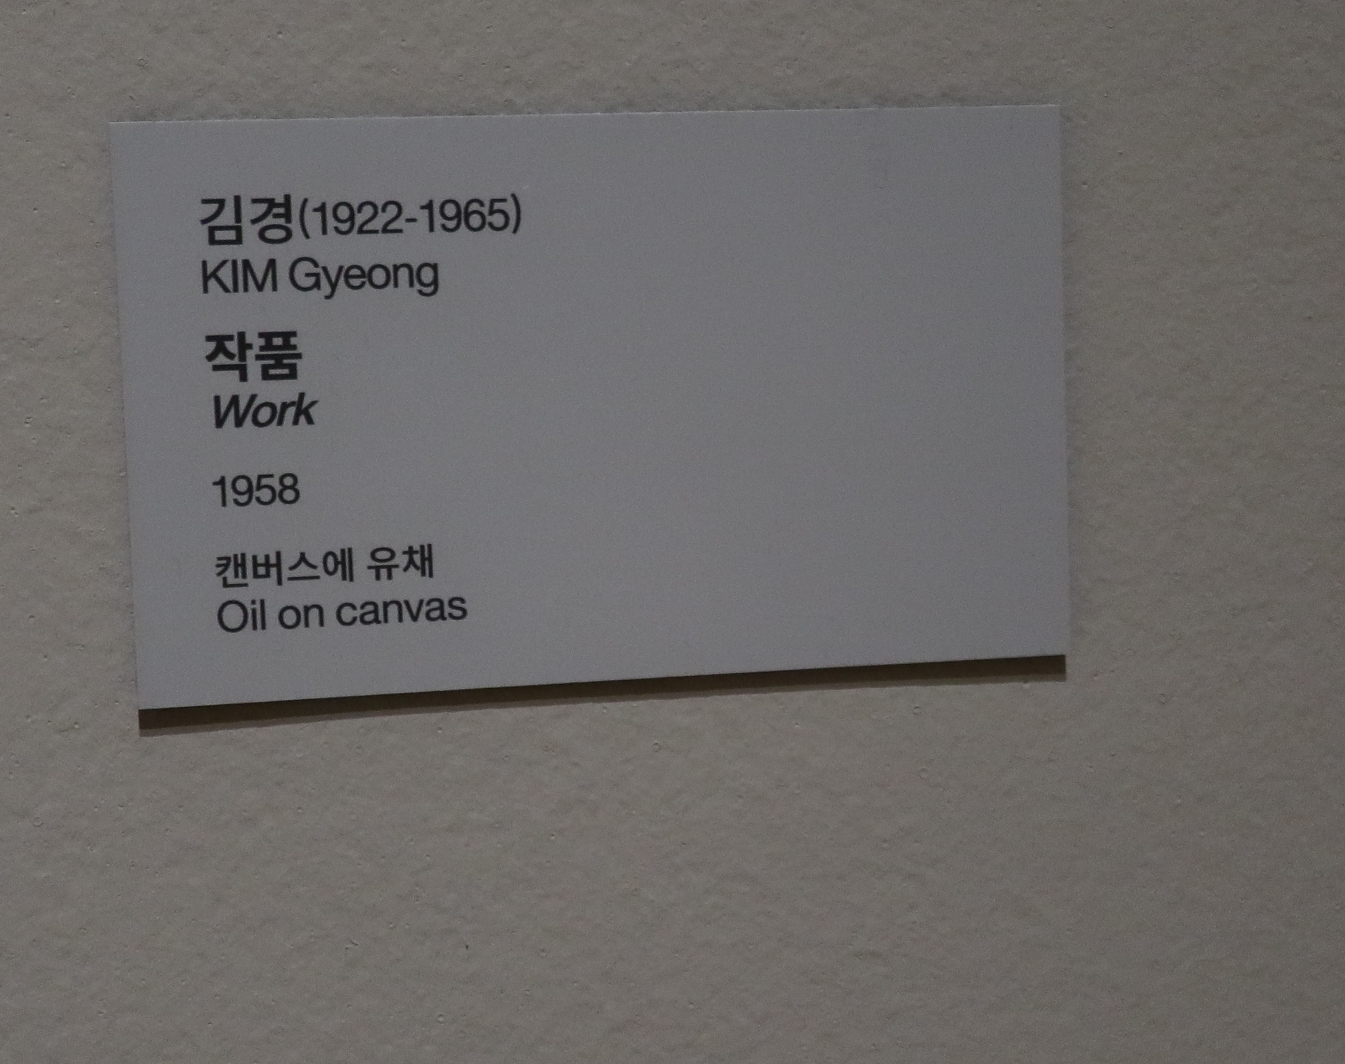 김경(1922-1965)
KIM Gyeong
작품
Work
1958
캔버스에 유채
Oil on canvas